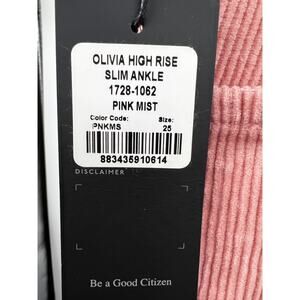 OLIVIA HIGH RISE
SLIM ANKLE
1728-1062
PINK MIST
Color Code: Size:
PNKMS 25
883435910614
DISCLAIMER
Be a Good Citizen